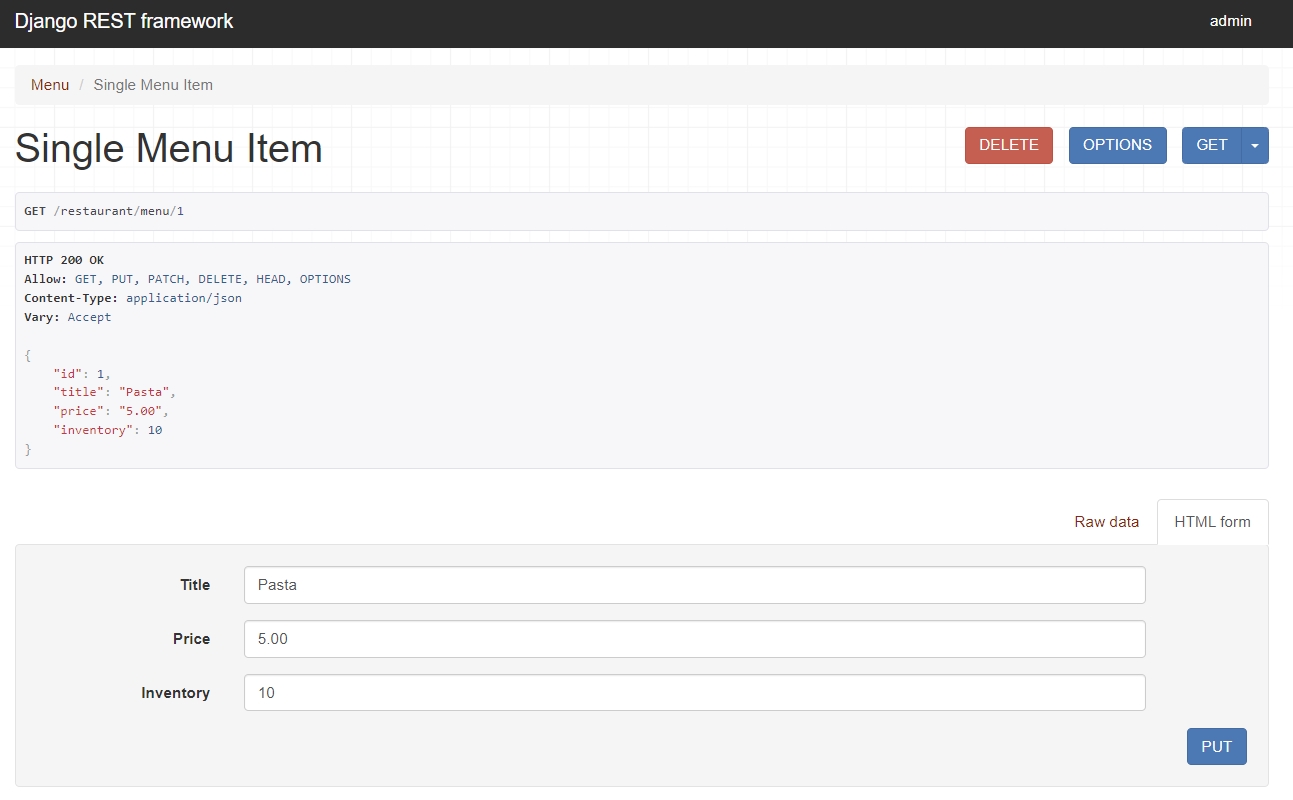 Django REST framework admin
Menu / Single Menu Item
Single Menu Item DELETE OPTIONS GET
GET /restaurant/menu/1
HTTP 200 OK
Allow: GET, PUT, PATCH, DELETE, HEAD, OPTIONS
Content-Type: application/json
Vary: Accept
{
    "id": 1,
    "title": "Pasta",
    "price": "5.00",
    "inventory": 10
}
Raw data HTML form
Title Pasta
Price 5.00
Inventory 10
PUT